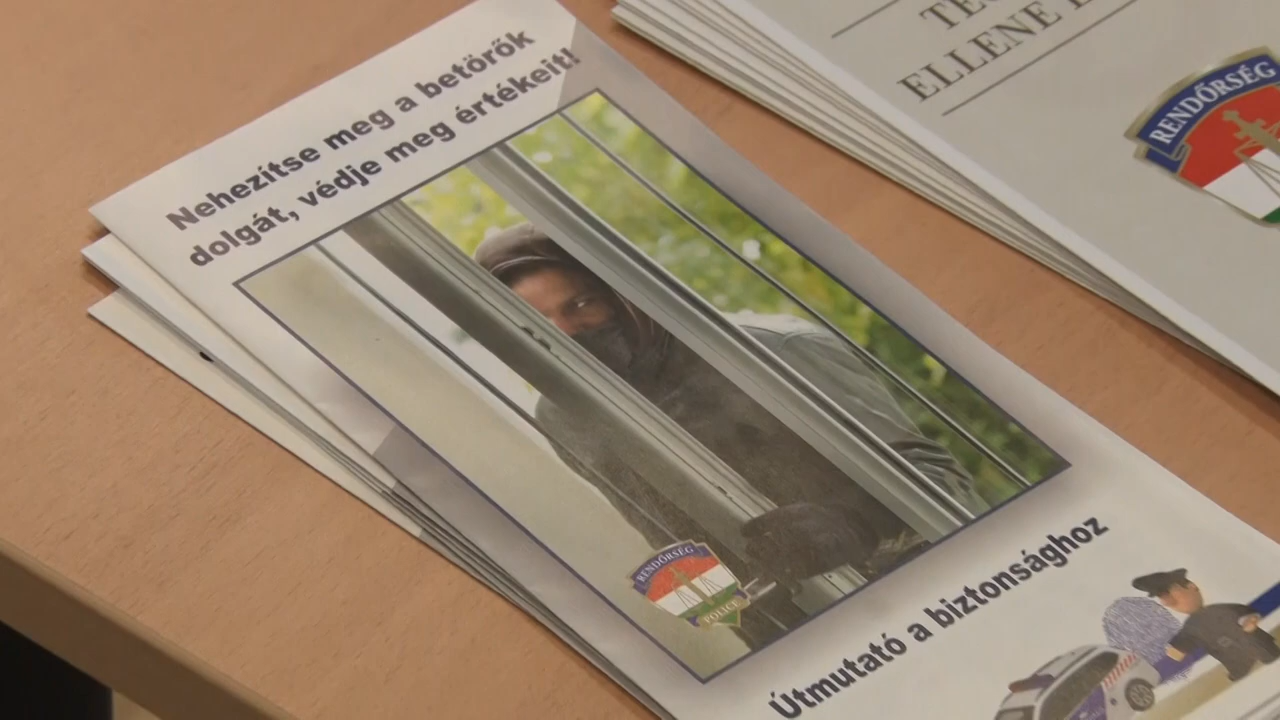 Nehezítse meg a betörők
dolgát, védje meg értékeit!
RENDŐRSÉG
POLICE
Útmutató a biztonsághoz
ELLENE
RENDŐRSÉG